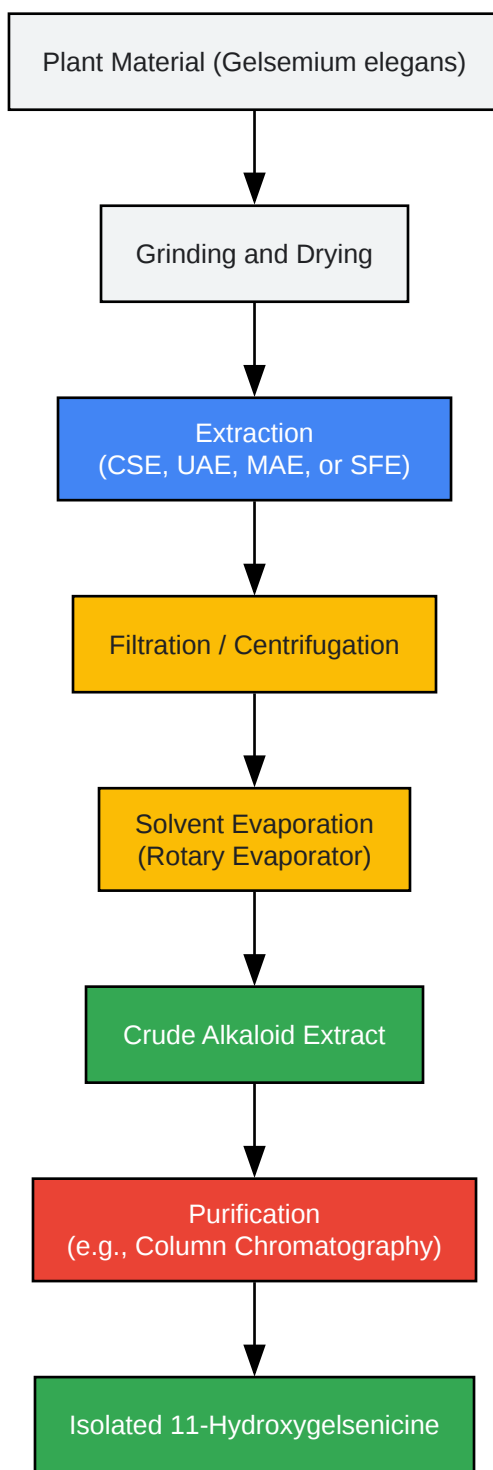 Plant Material (Gelsemium elegans)
Grinding and Drying
Extraction
(CSE, UAE, MAE, or SFE)
Filtration / Centrifugation
Solvent Evaporation
(Rotary Evaporator)
Crude Alkaloid Extract
Purification
(e.g., Column Chromatography)
Isolated 11-Hydroxygelsenicine